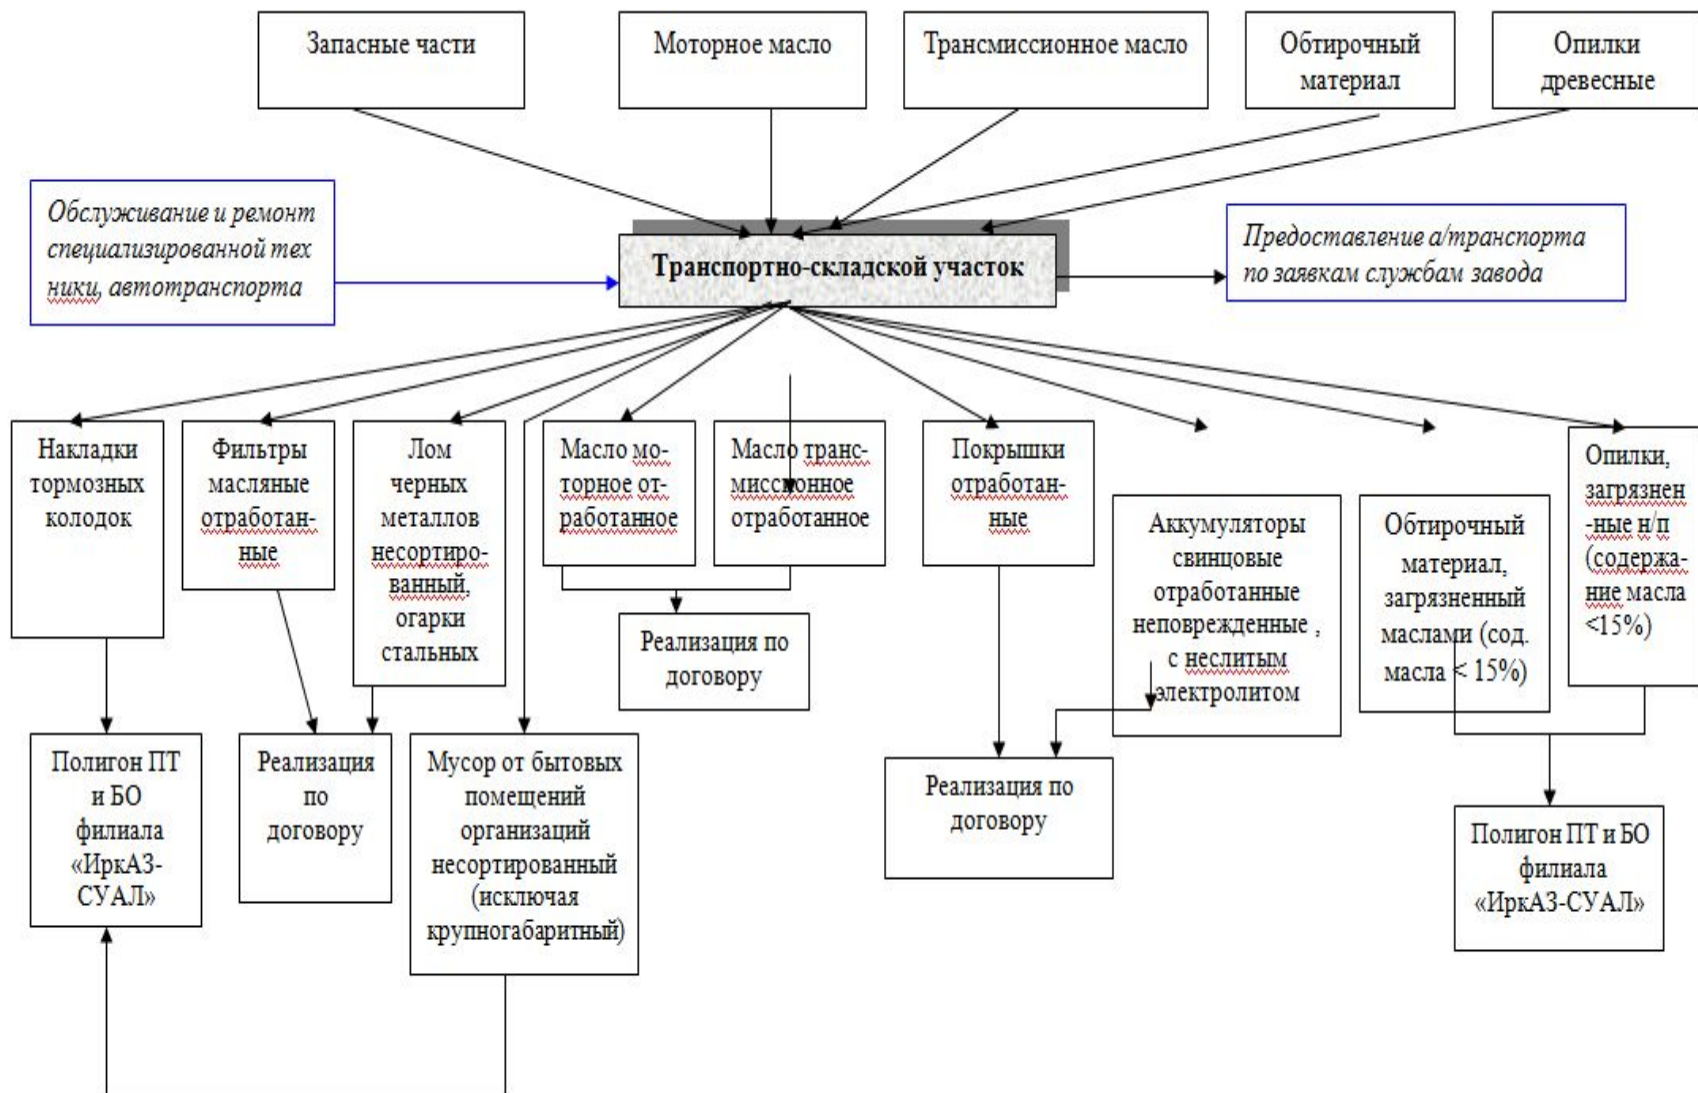 Запасные части
Моторное масло
Трансмиссионное масло
Обтирочный
материал
Опилки
древесные
Обслуживание и ремонт
специализированной тех
ники, автотранспорта
Транспортно-складской участок
Предоставление а/транспорта
по заявкам службам завода
Накладки
тормозных
колодок
Фильтры
масляные
отработан-
ные
Лом
черных
металлов
несортиро-
ванный,
огарки
стальных
Масло мо-
торное от-
работанное
Масло транс-
миссионное
отработанное
Покрышки
отработан-
ные
Аккумуляторы
свинцовые
отработанные
неповрежденные ,
с неслитым
электролитом
Обтирочный
материал,
загрязненный
маслами (сод.
масла < 15%)
Опилки,
загрязнен
-ные н/п
(содержа-
ние масла
<15%)
Реализация по
договору
Полигон ПТ
и БО
филиала
«ИркАЗ-
СУАЛ»
Реализация
по
договору
Мусор от бытовых
помещений
организаций
несортированный
(исключая
крупногабаритный)
Реализация по
договору
Полигон ПТ и БО
филиала
«ИркАЗ-СУАЛ»